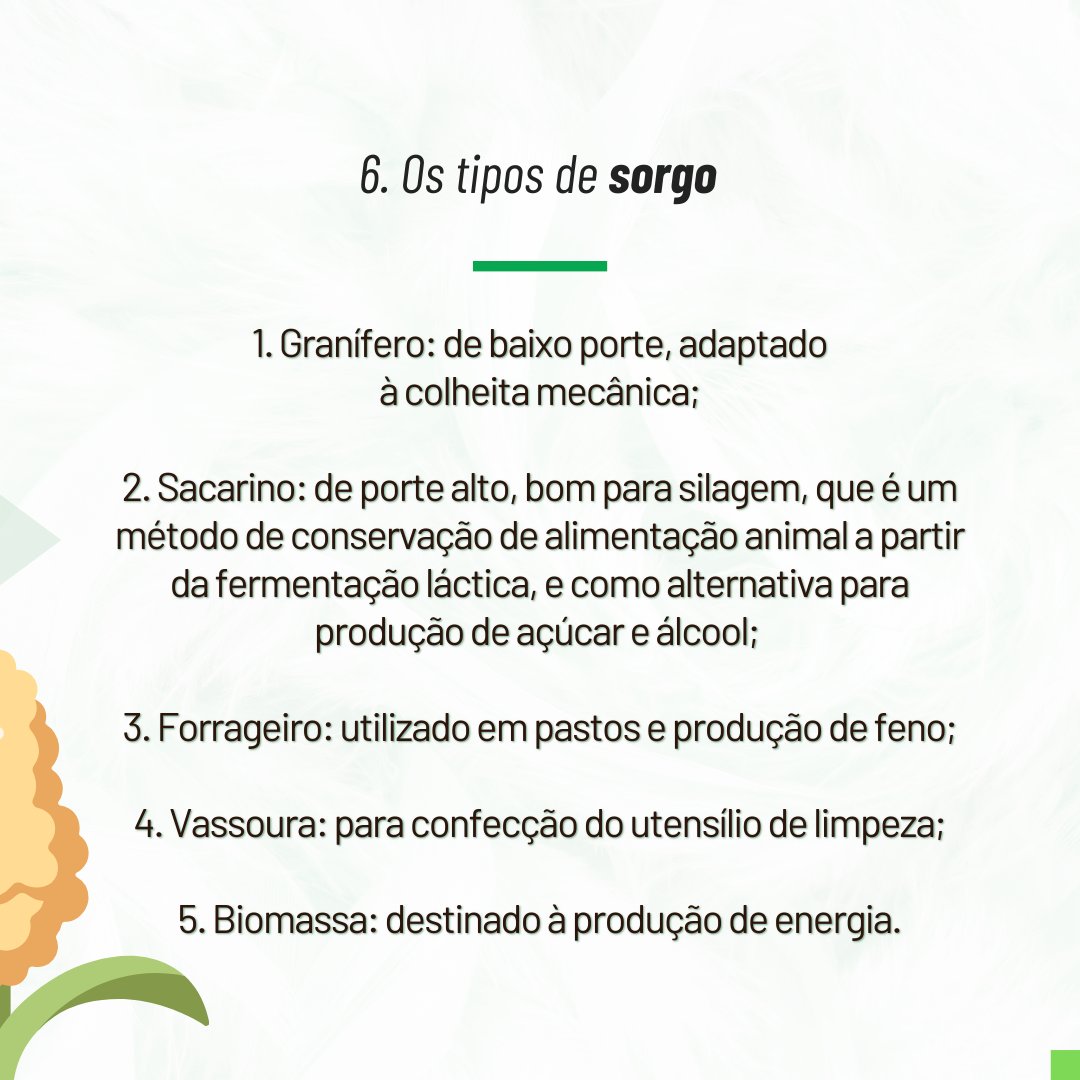 6. Os tipos de sorgo
1. Granífero: de baixo porte, adaptado
à colheita mecânica;
2. Sacarino: de porte alto, bom para silagem, que é um
método de conservação de alimentação animal a partir
da fermentação láctica, e como alternativa para
produção de açúcar e álcool;
3. Forrageiro: utilizado em pastos e produção de feno;
4. Vassoura: para confecção do utensílio de limpeza;
5. Biomassa: destinado à produção de energia.